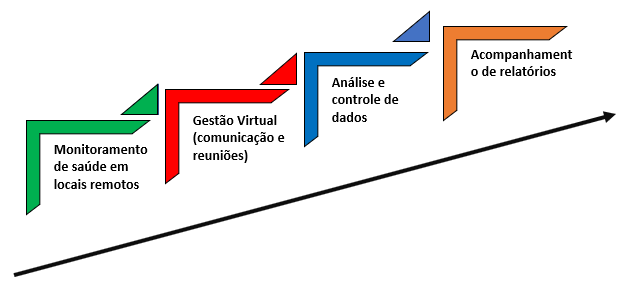 Monitoramento
de saúde em
locais remotos
Gestão Virtual
(comunicação e
reuniões)
Análise e
controle de
dados
Acompanhament
o de relatórios